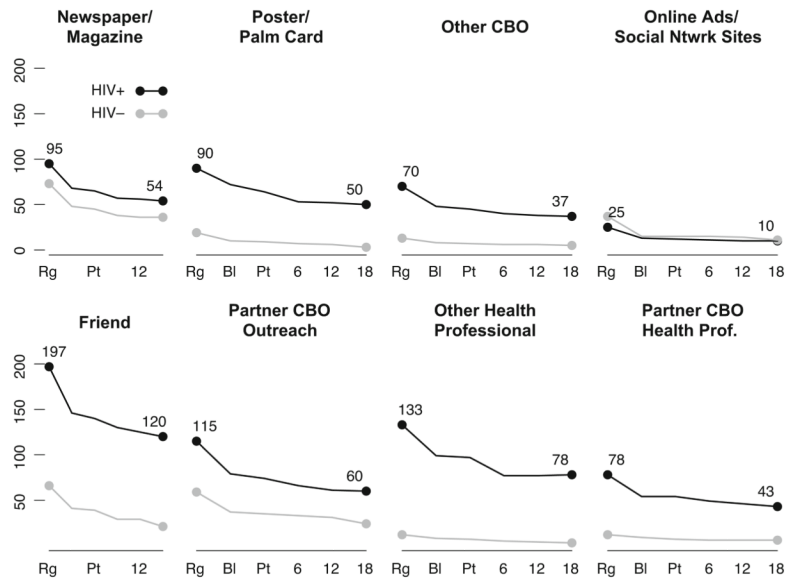 Newspaper/
Magazine
Poster/
Palm Card
Other CBO
Online Ads/
Social Ntwrk Sites
200
150
100
50
0
HIV+
HIV–
95
54
90
50
70
37
25
10
Rg Pt 12
Rg Bl Pt 6 12 18
Rg Bl Pt 6 12 18
Rg Bl Pt 6 12 18
Friend
Partner CBO
Outreach
Other Health
Professional
Partner CBO
Health Prof.
200
150
100
50
197
120
115
60
133
78
78
43
Rg Pt 12
Rg Bl Pt 6 12 18
Rg Bl Pt 6 12 18
Rg Bl Pt 6 12 18